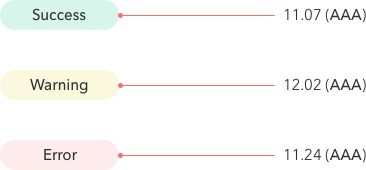 Success 11.07 (AAA)
Warning 12.02 (AAA)
Error 11.24 (AAA)